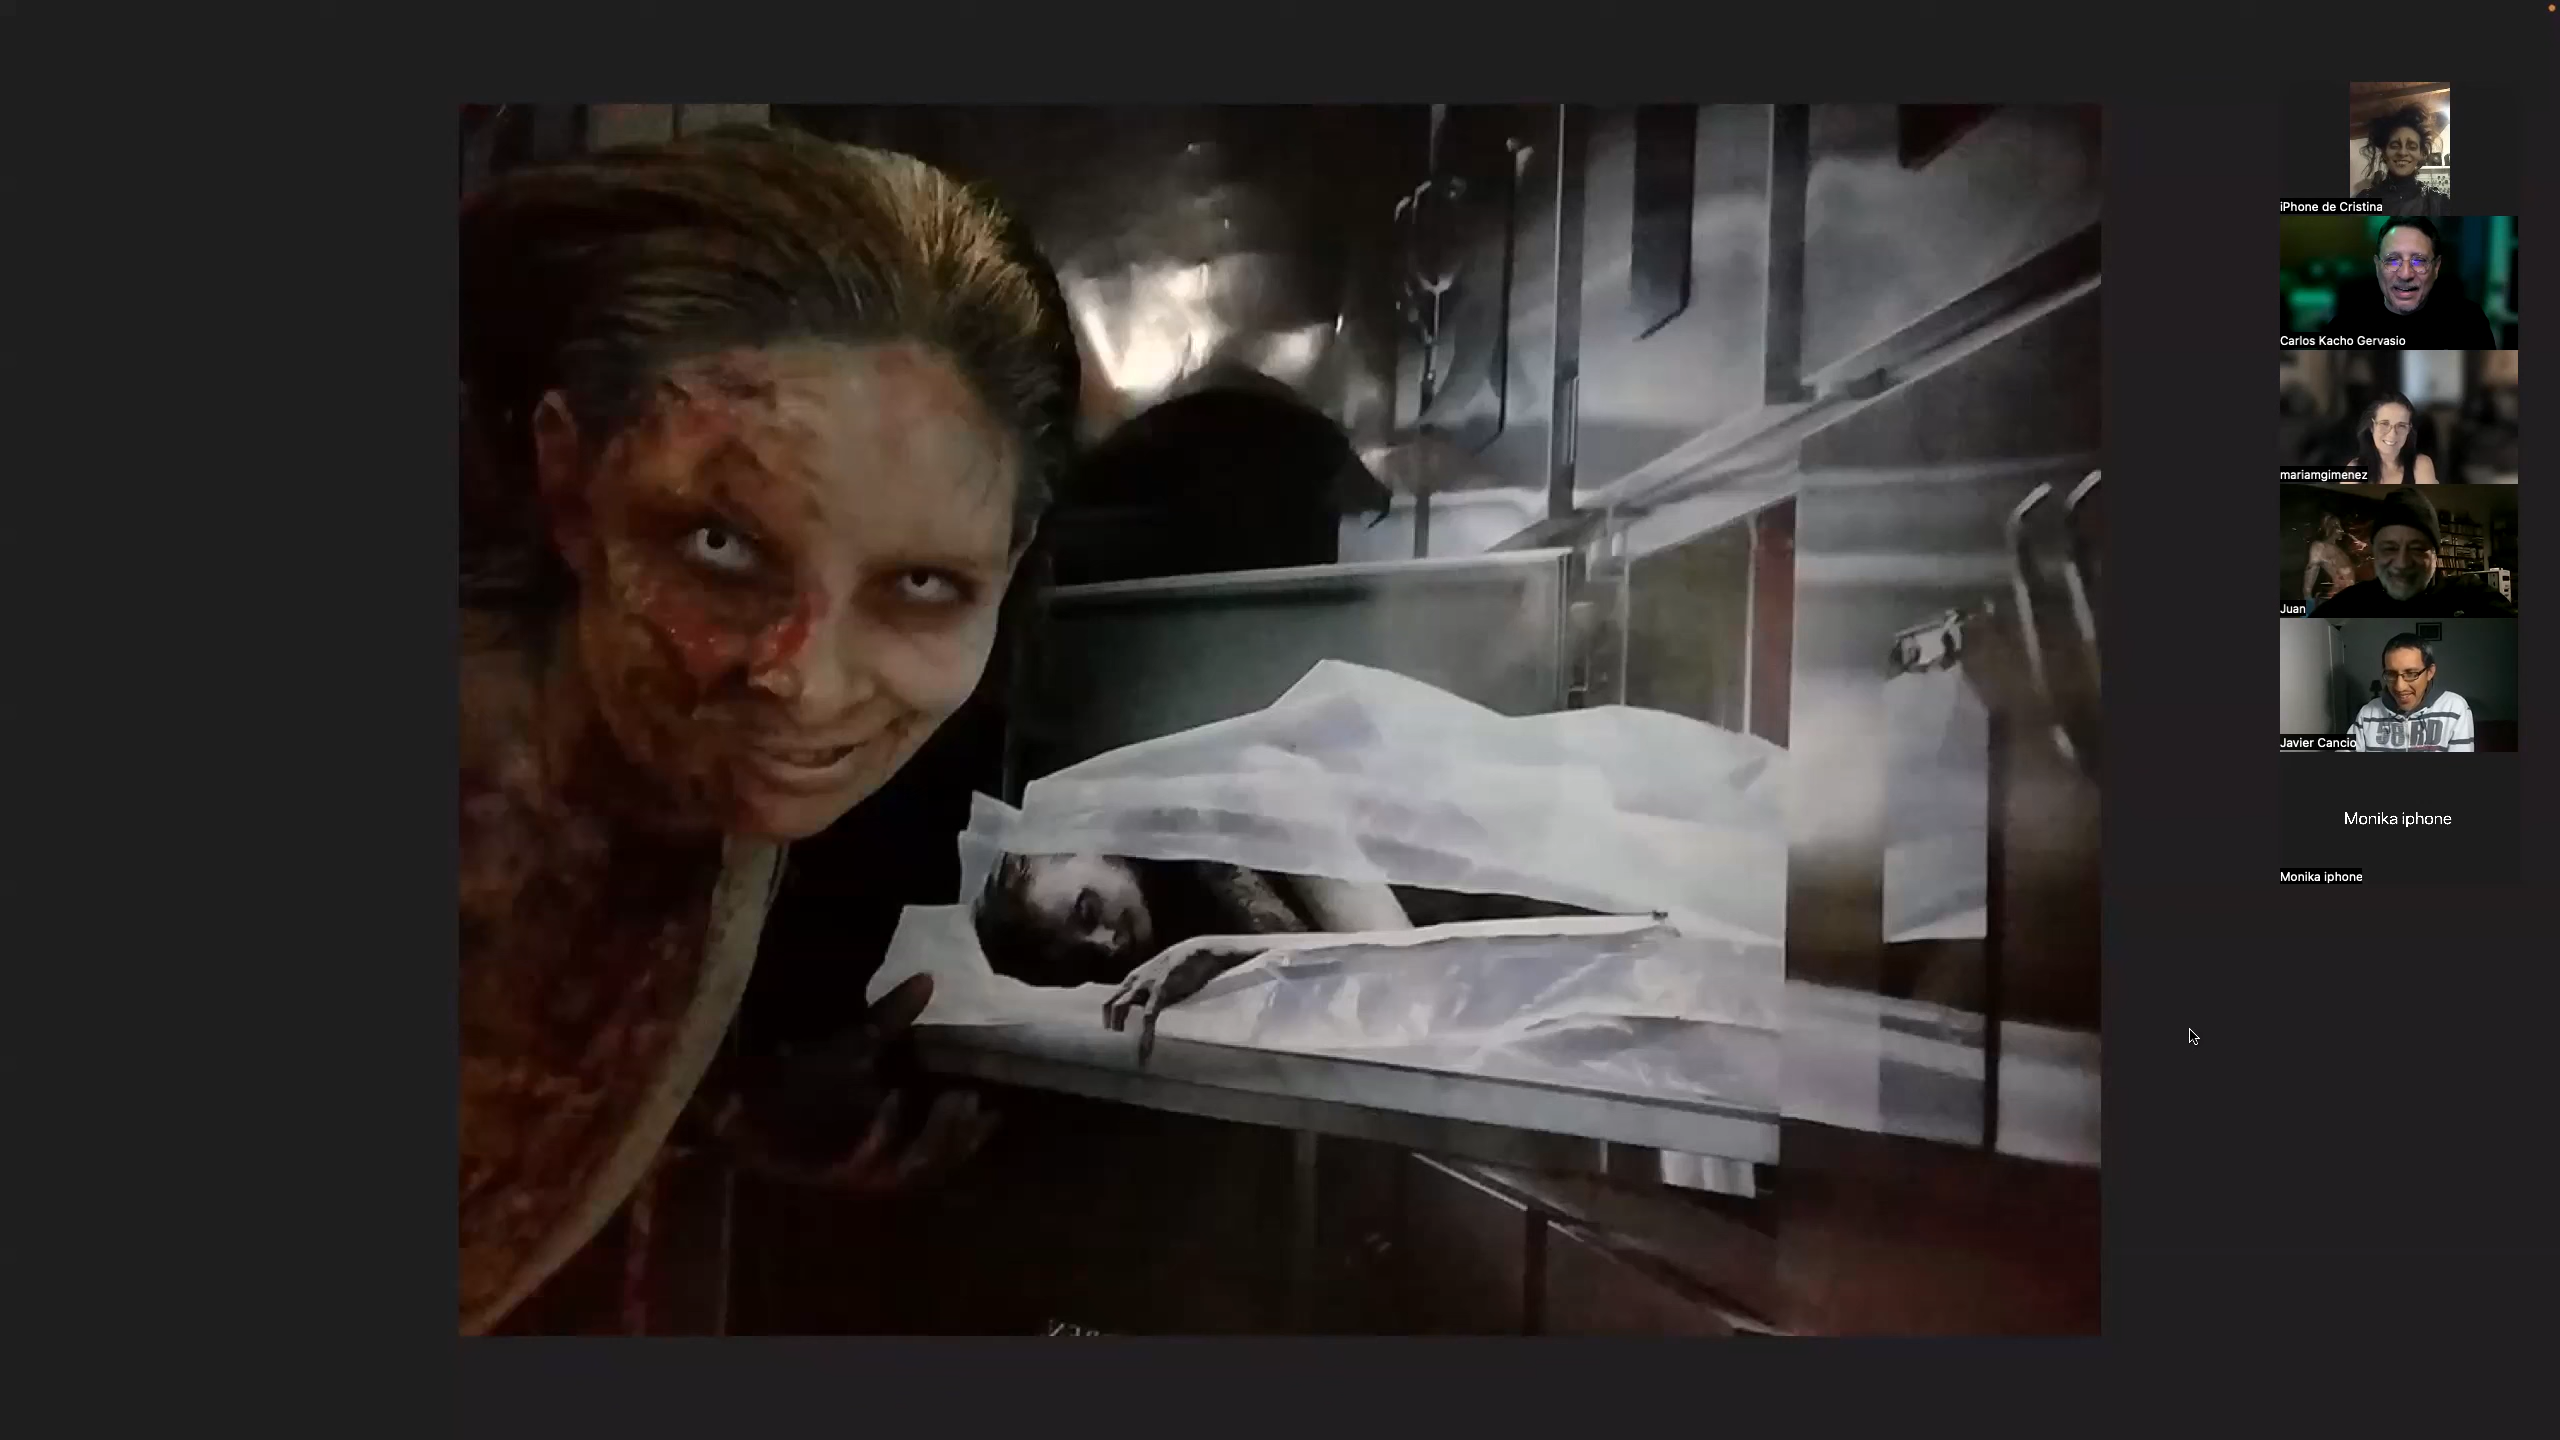 iPhone de Cristina
Carlos Kacho Gervasio
mariamgimenez
Juan
58 RD
Javier Cancio
Monika iphone
Monika iphone